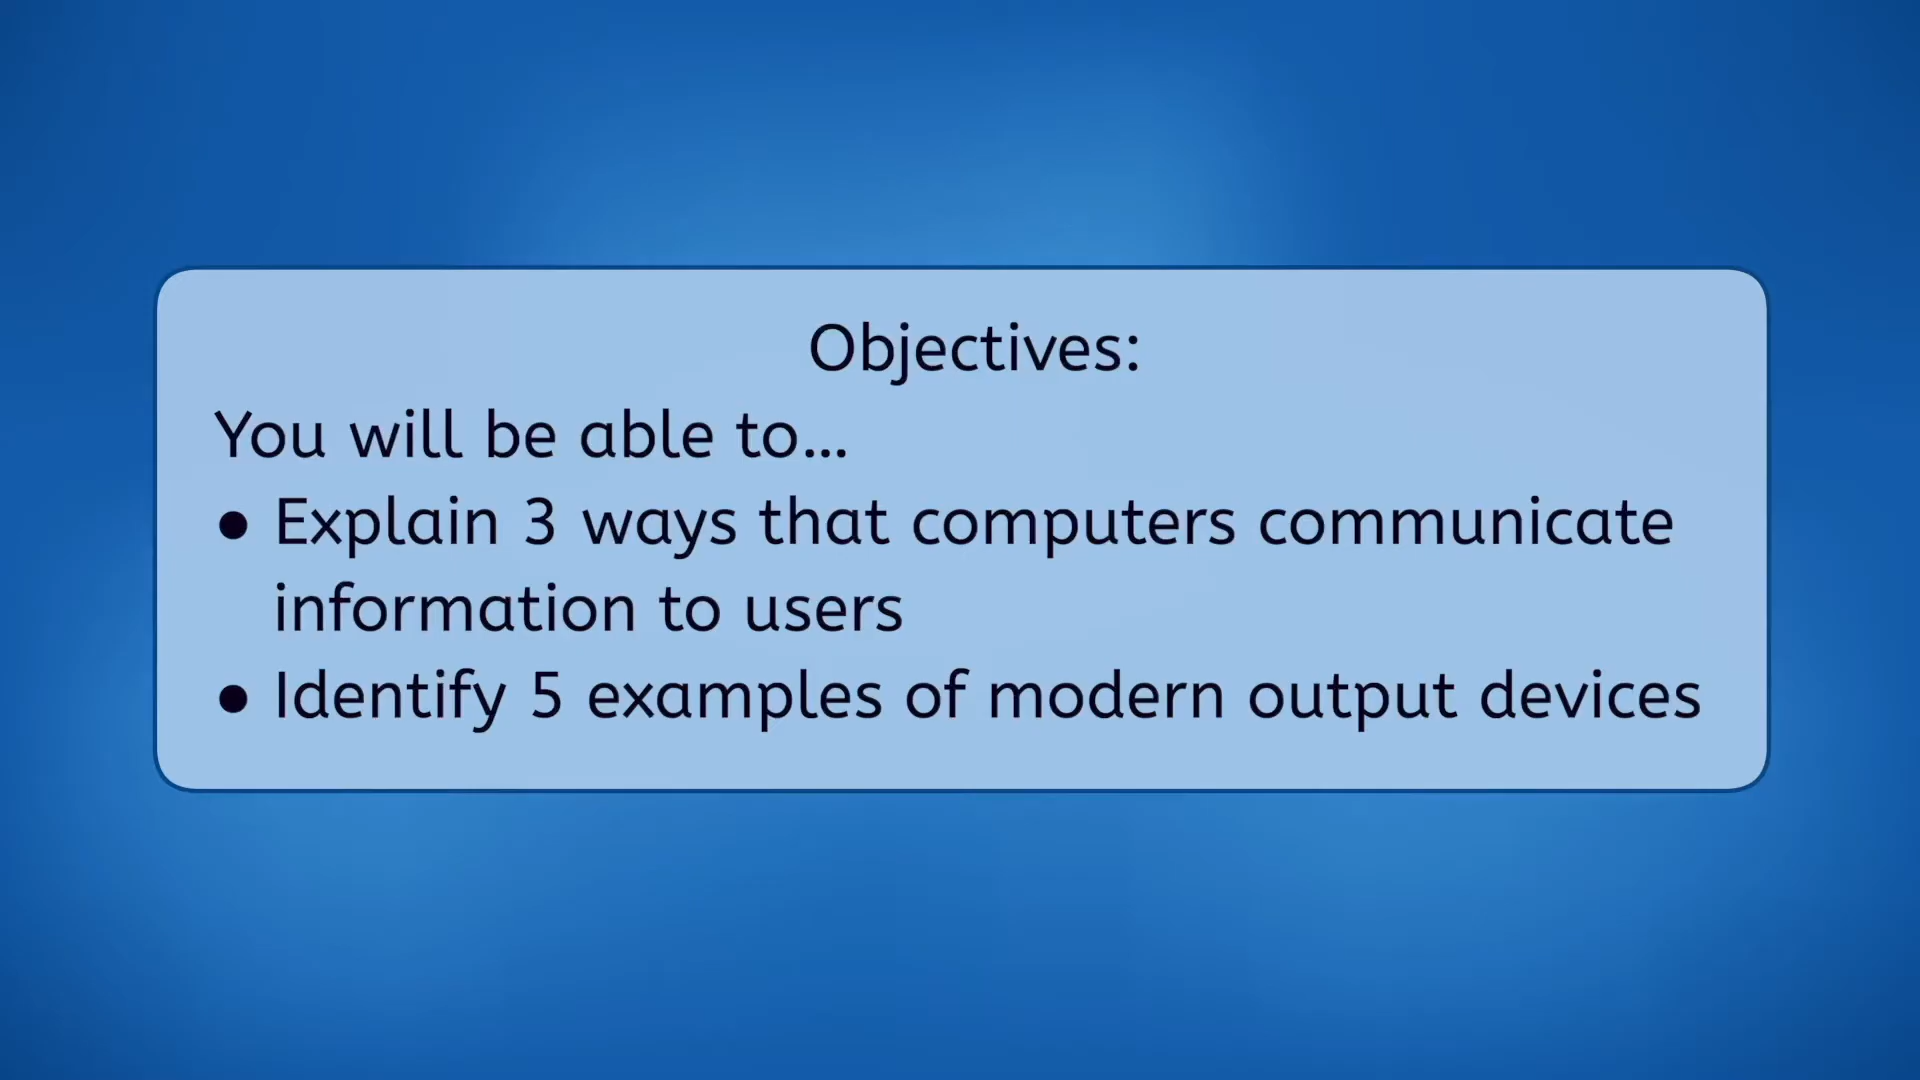 Objectives:
You will be able to...
● Explain 3 ways that computers communicate
information to users
● Identify 5 examples of modern output devices